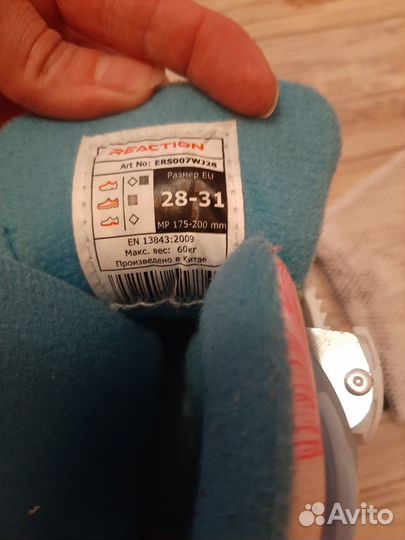 REACTION
Art No: ERS007WJ28
Размер EU
28-31
MP 175-200 mm
EN 13843:2009
Макс. вес: 60кг
Произведено в Китае
Avito